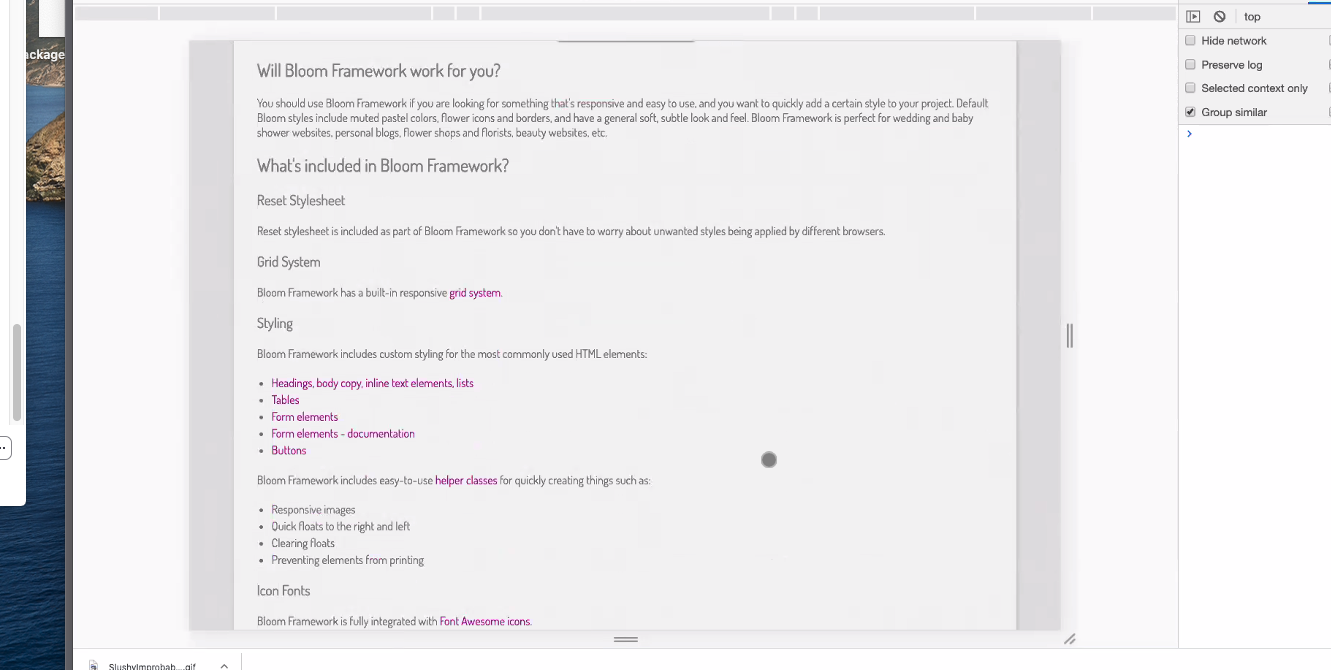 ackage
top
Hide network
Preserve log
Selected context only
Group similar
Will Bloom Framework work for you?
You should use Bloom Framework if you are looking for something that's responsive and easy to use, and you want to quickly add a certain style to your project. Default
Bloom styles include muted pastel colors, flower icons and borders, and have a general soft, subtle look and feel. Bloom Framework is perfect for wedding and baby
shower websites, personal blogs, flower shops and florists, beauty websites, etc.
What's included in Bloom Framework?
Reset Stylesheet
Reset stylesheet is included as part of Bloom Framework so you don't have to worry about unwanted styles being applied by different browsers.
Grid System
Bloom Framework has a built-in responsive grid system.
Styling
Bloom Framework includes custom styling for the most commonly used HTML elements:
• Headings, body copy, inline text elements, lists
• Tables
• Form elements
• Form elements - documentation
• Buttons
Bloom Framework includes easy-to-use helper classes for quickly creating things such as:
• Responsive images
• Quick floats to the right and left
• Clearing floats
• Preventing elements from printing
Icon Fonts
Bloom Framework is fully integrated with Font Awesome icons.
SlushyImprobab....gif